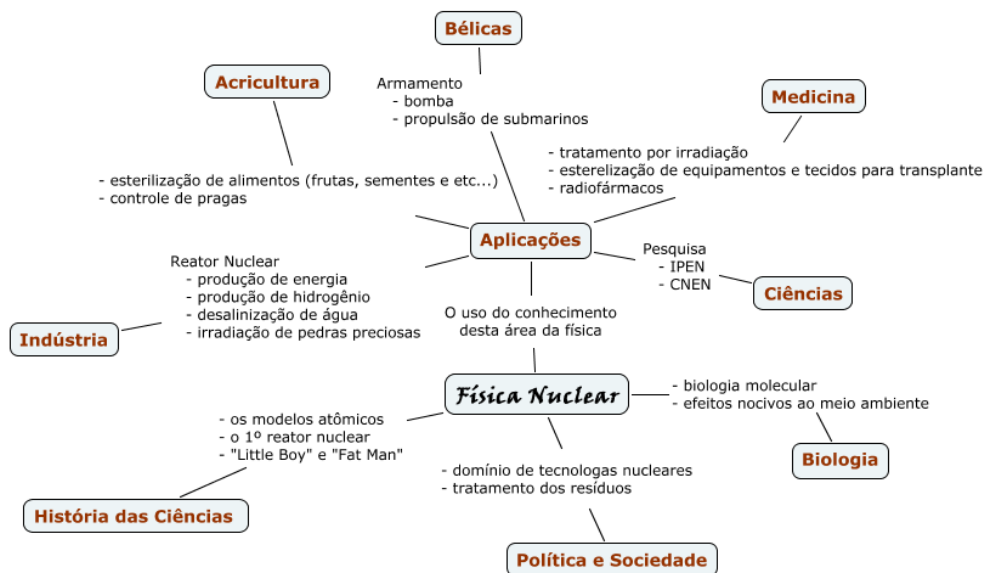 Bélicas
Acricultura
Armamento
- bomba
- propulsão de submarinos
Medicina
- tratamento por irradiação
- esterelização de equipamentos e tecidos para transplante
- radiofármacos
- esterilização de alimentos (frutas, sementes e etc...)
- controle de pragas
Aplicações
Pesquisa
- IPEN
- CNEN
Ciências
Reator Nuclear
- produção de energia
- produção de hidrogênio
- desalinização de água
- irradiação de pedras preciosas
Indústria
O uso do conhecimento
desta área da física
Física Nuclear
- biologia molecular
- efeitos nocivos ao meio ambiente
Biologia
- os modelos atômicos
- o 1º reator nuclear
- "Little Boy" e "Fat Man"
História das Ciências
- domínio de tecnologas nucleares
- tratamento dos resíduos
Política e Sociedade